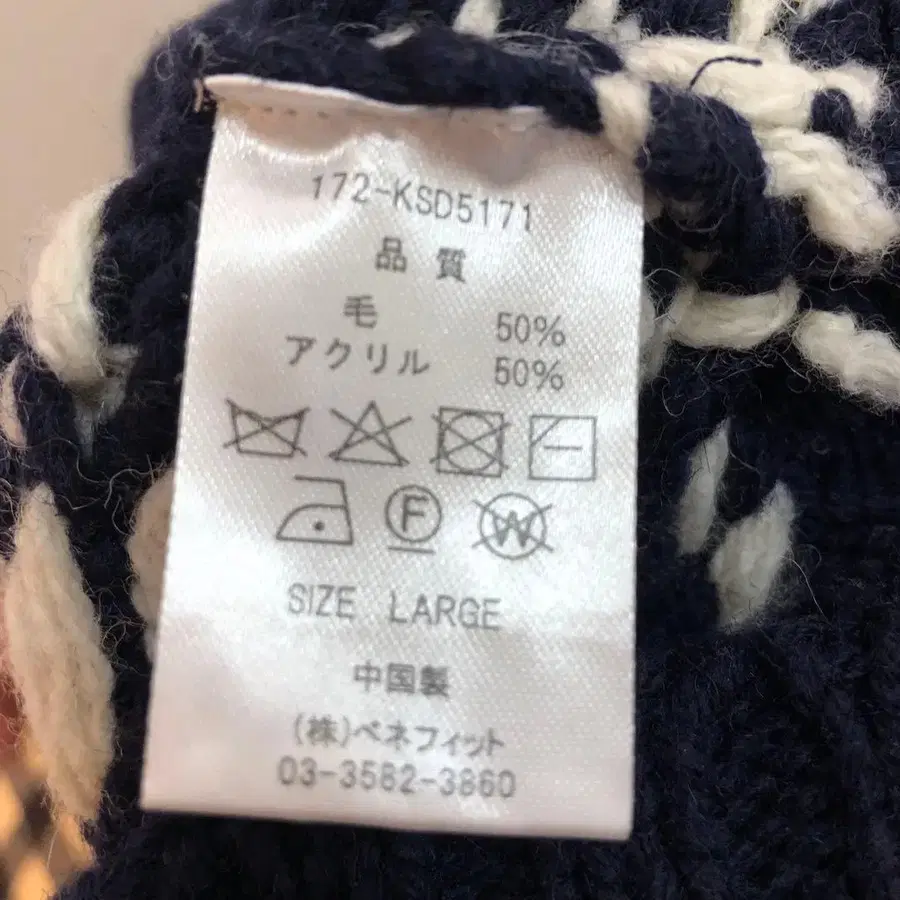 172-KSD5171
品質
毛 50%
アクリル 50%
F W
SIZE LARGE
中国製
(株)ベネフィット
03-3582-3860